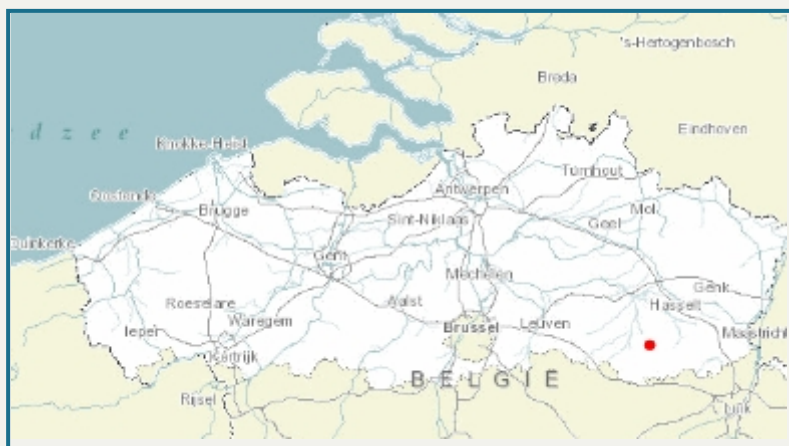 's-Hertogenbosch
Breda
d z e e
Eindhoven
Knokke-Heist
Turnhout
Antwerpen
Oostende
Brugge
Sint-Niklaas
Geel
Mol
Duinkerke
Gent
Mechelen
Genk
Roeselare
Aalst
Hasselt
Waregem
Brussel
Leuven
Ieper
Maastricht
Kortrijk
BELGIË
Rijsel
Luik